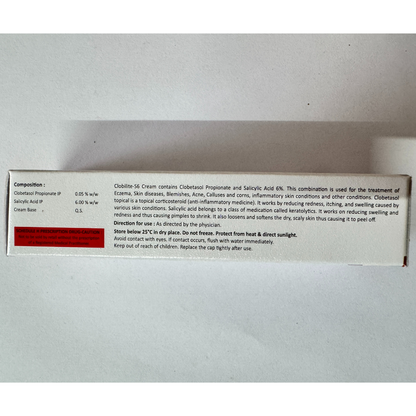 Composition :
Clobetasol Propionate IP 0.05 % w/w
Salicylic Acid IP 6.00 % w/w
Cream Base . Q.S.
Clobilite-S6 Cream contains Clobetasol Propionate and Salicylic Acid 6%. This combination is used for the treatment of
Eczema, Skin diseases, Blemishes, Acne, Calluses and corns, inflammatory skin conditions and other conditions. Clobetasol
topical is a topical corticosteroid (anti-inflammatory medicine). It works by reducing redness, itching, and swelling caused by
various skin conditions. Salicylic acid belongs to a class of medication called keratolytics. It works on reducing swelling and
redness and thus causing pimples to shrink. It also loosens and softens the dry, scaly skin thus causing it to peel off.
Direction for use : As directed by the physician.
Store below 25°C in dry place. Do not freeze. Protect from heat & direct sunlight.
Avoid contact with eyes. If contact occurs, flush with water immediately.
Keep out of reach of children. Replace the cap tightly after use.